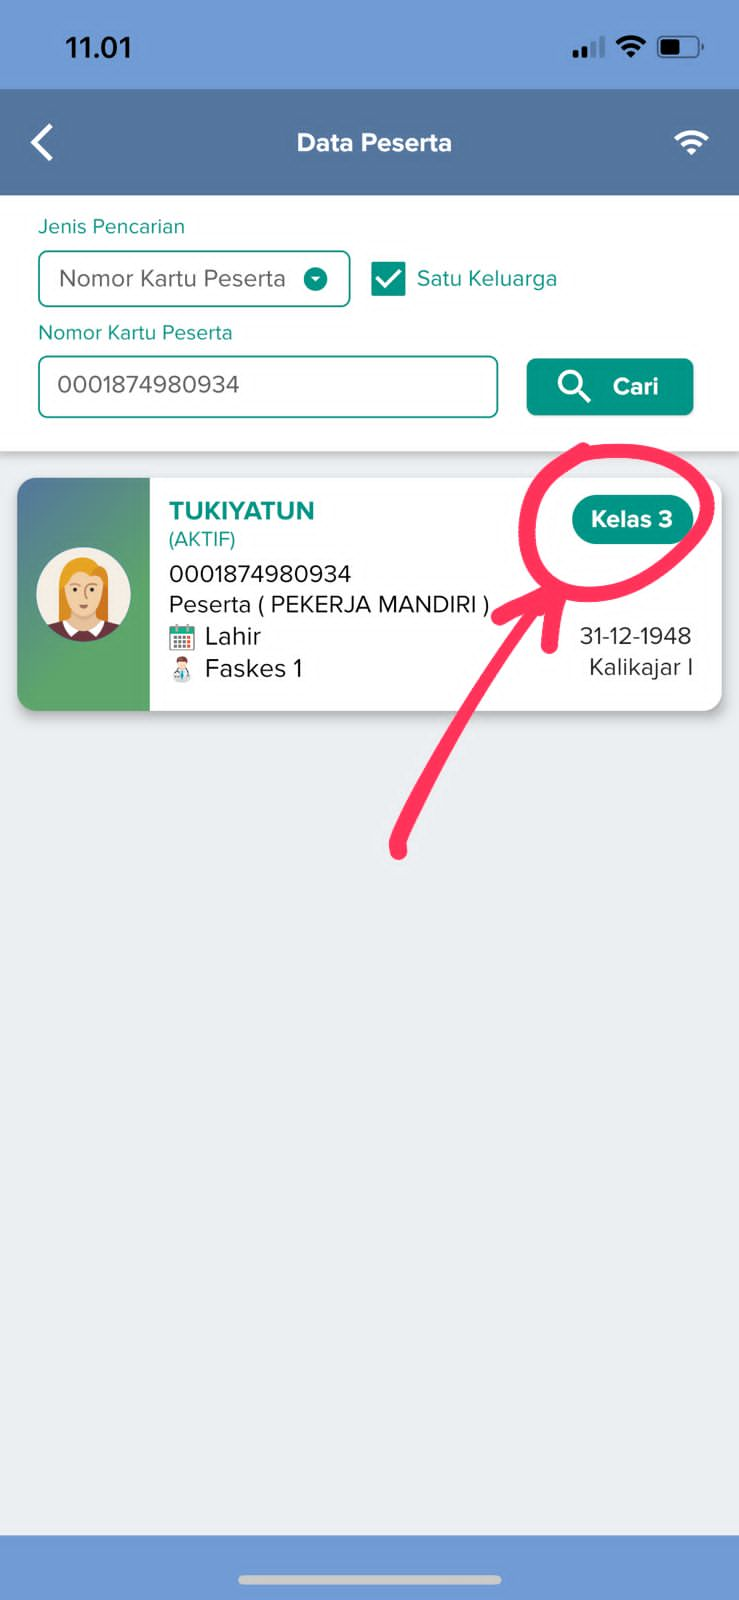 11.01
Data Peserta
Jenis Pencarian
Nomor Kartu Peserta
Satu Keluarga
Nomor Kartu Peserta
0001874980934
Cari
TUKIYATUN
Kelas 3
(AKTIF)
0001874980934
Peserta ( PEKERJA MANDIRI )
Lahir 31-12-1948
Faskes 1 Kalikajar I